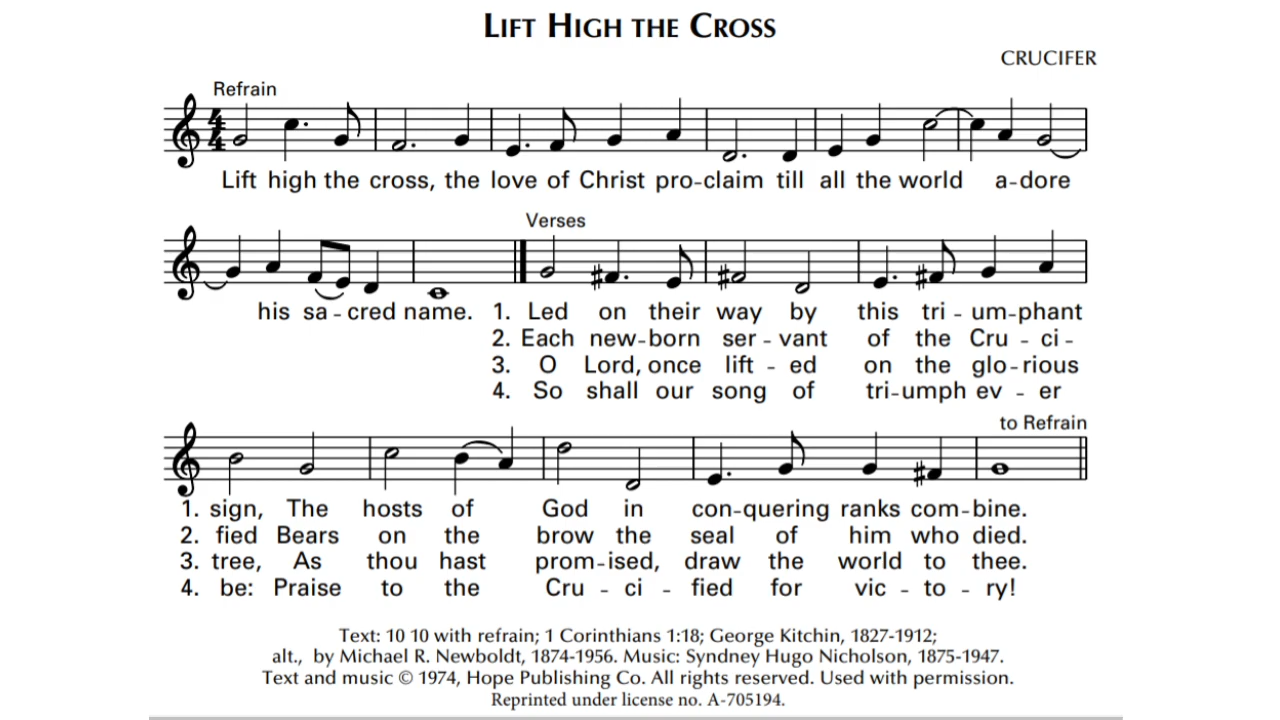 LIFT HIGH THE CROSS
CRUCIFER
Refrain
Lift high the cross, the love of Christ pro-claim till all the world a-dore
Verses
his sa-cred name. 1. Led on their way by this tri-um-phant
2. Each new-born ser-vant of the Cru-ci-
3. O Lord, once lift-ed on the glo-rious
4. So shall our song of tri-umph ev-er
to Refrain
1. sign, The hosts of God in con-quering ranks com-bine.
2. fied Bears on the brow the seal of him who died.
3. tree, As thou hast prom-ised, draw the world to thee.
4. be: Praise to the Cru-ci-fied for vic-to-ry!
Text: 10 10 with refrain; 1 Corinthians 1:18; George Kitchin, 1827-1912;
alt., by Michael R. Newboldt, 1874-1956. Music: Syndney Hugo Nicholson, 1875-1947.
Text and music © 1974, Hope Publishing Co. All rights reserved. Used with permission.
Reprinted under license no. A-705194.